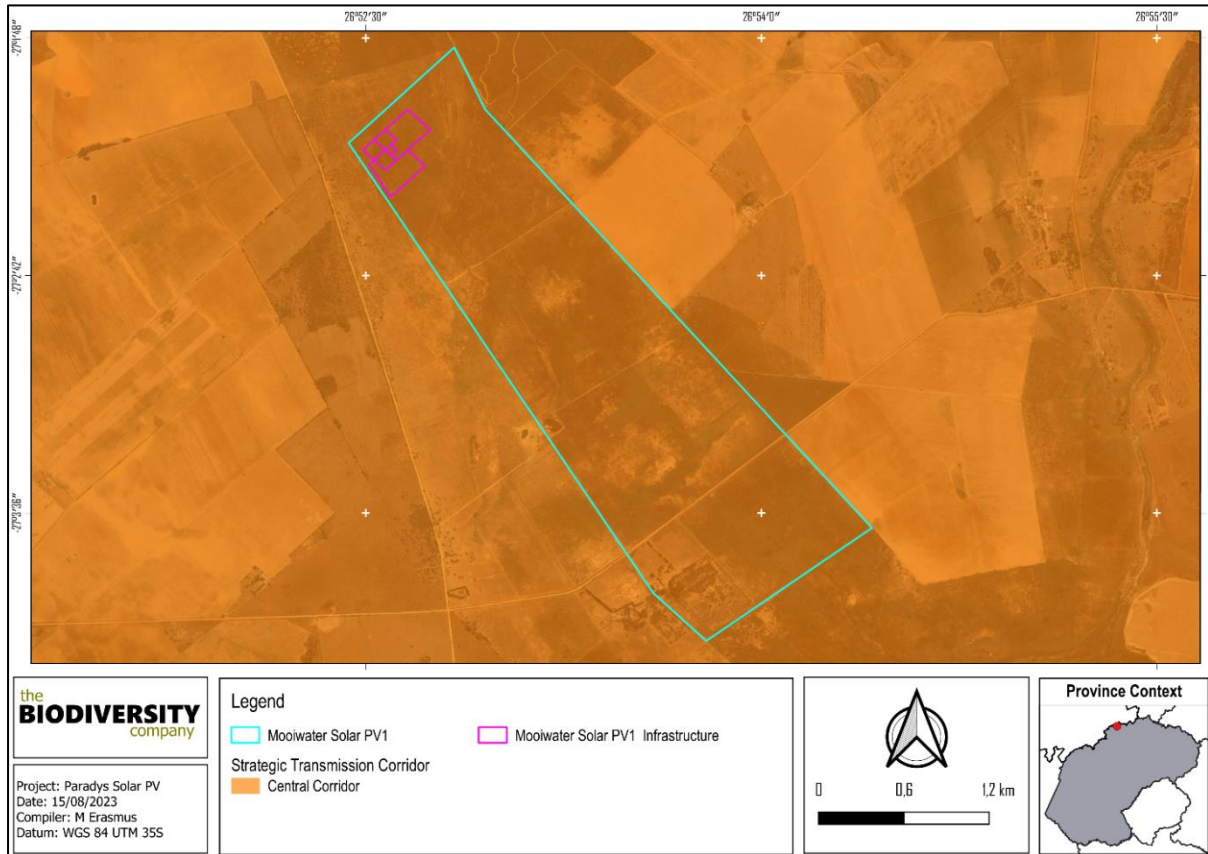 26°52'30" 26°54'0" 26°55'30"
-27°1'48"
-27°2'42"
-27°3'36"
the
BIODIVERSITY
company
Project: Paradys Solar PV
Date: 15/08/2023
Compiler: M Erasmus
Datum: WGS 84 UTM 35S
Legend
Mooiwater Solar PV1 Mooiwater Solar PV1 Infrastructure
Strategic Transmission Corridor
Central Corridor
0 0,6 1,2 km
Province Context